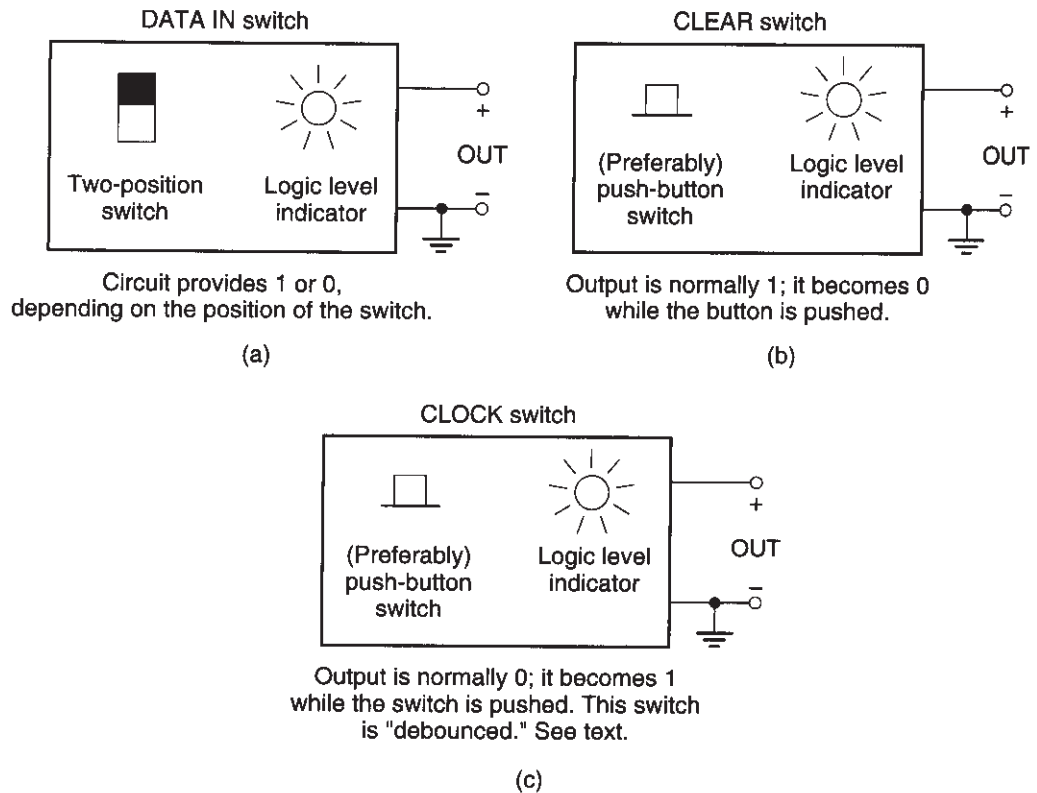 DATA IN switch
+
OUT
−
Two-position
switch
Logic level
indicator
Circuit provides 1 or 0,
depending on the position of the switch.
(a)
CLEAR switch
+
OUT
−
(Preferably)
push-button
switch
Logic level
indicator
Output is normally 1; it becomes 0
while the button is pushed.
(b)
CLOCK switch
+
OUT
−
(Preferably)
push-button
switch
Logic level
indicator
Output is normally 0; it becomes 1
while the switch is pushed. This switch
is "debounced." See text.
(c)